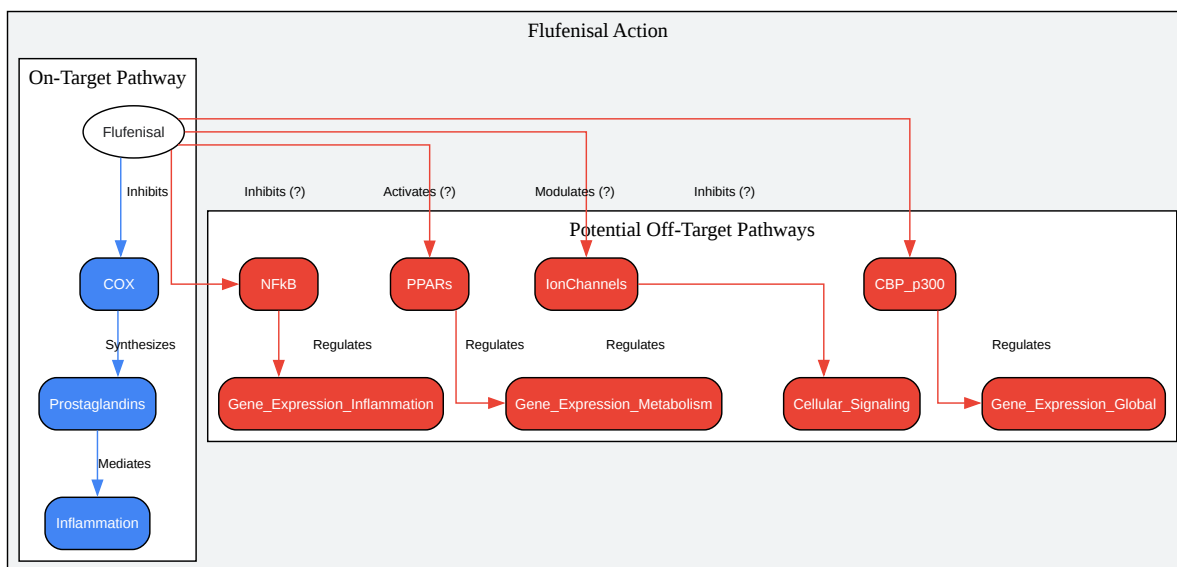 Flufenisal Action
On-Target Pathway
Flufenisal
Inhibits
Inhibits (?)
Activates (?)
Modulates (?)
Inhibits (?)
Potential Off-Target Pathways
COX
NFkB
PPARs
IonChannels
CBP_p300
Synthesizes
Regulates
Regulates
Regulates
Regulates
Prostaglandins
Gene_Expression_Inflammation
Gene_Expression_Metabolism
Cellular_Signaling
Gene_Expression_Global
Mediates
Inflammation